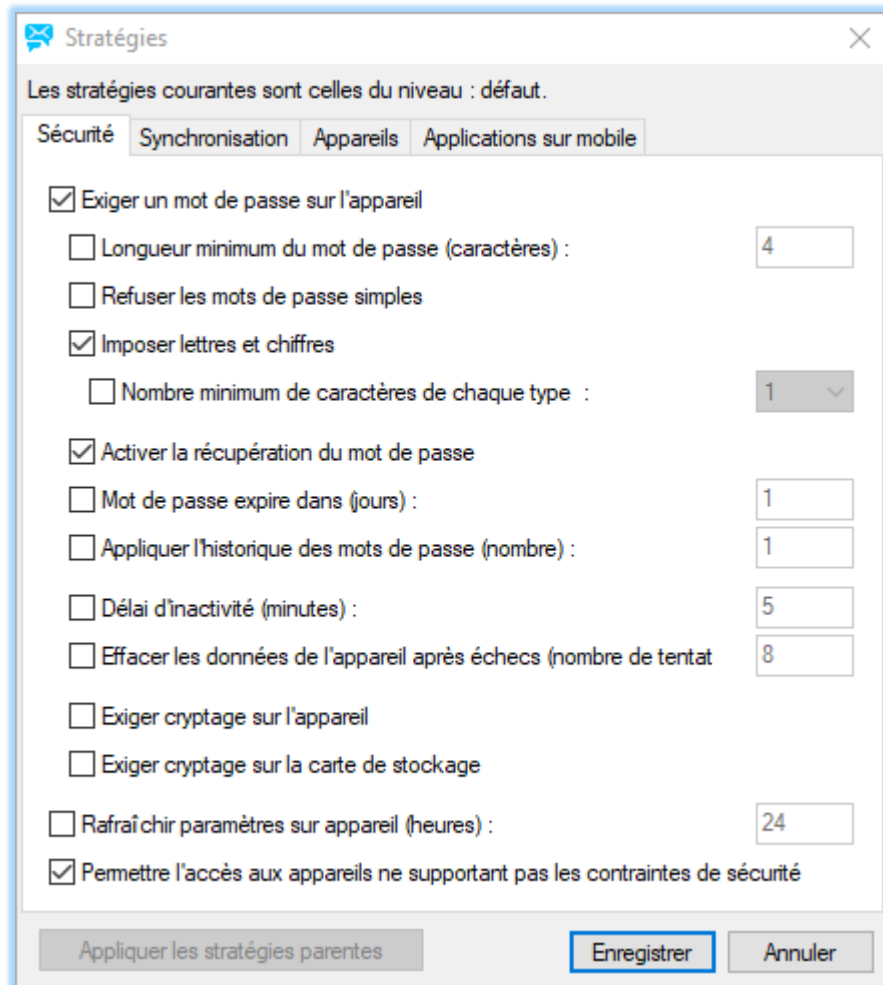 Stratégies
Les stratégies courantes sont celles du niveau : défaut.
Sécurité Synchronisation Appareils Applications sur mobile
Exiger un mot de passe sur l'appareil
Longueur minimum du mot de passe (caractères) : 4
Refuser les mots de passe simples
Imposer lettres et chiffres
Nombre minimum de caractères de chaque type : 1
Activer la récupération du mot de passe
Mot de passe expire dans (jours) : 1
Appliquer l'historique des mots de passe (nombre) : 1
Délai d'inactivité (minutes) : 5
Effacer les données de l'appareil après échecs (nombre de tentat 8
Exiger cryptage sur l'appareil
Exiger cryptage sur la carte de stockage
Rafraîchir paramètres sur appareil (heures) : 24
Permettre l'accès aux appareils ne supportant pas les contraintes de sécurité
Appliquer les stratégies parentes Enregistrer Annuler